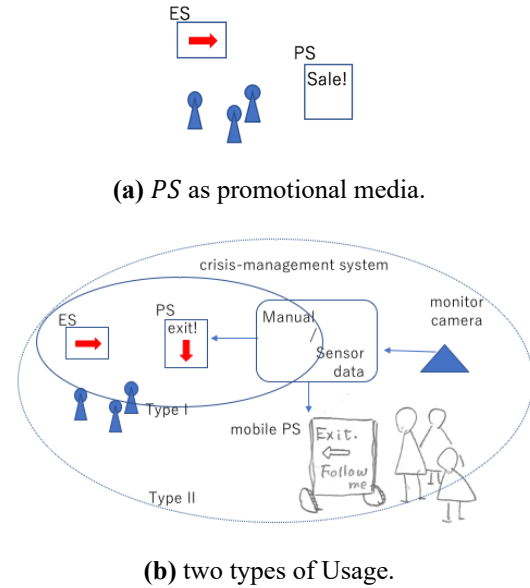 ES
PS
Sale!
(a) PS as promotional media.
crisis-management system
monitor
camera
ES
PS
exit!
Manual
/
Sensor
data
Type I
mobile PS
Exit.
Follow
me
Type II
(b) two types of Usage.